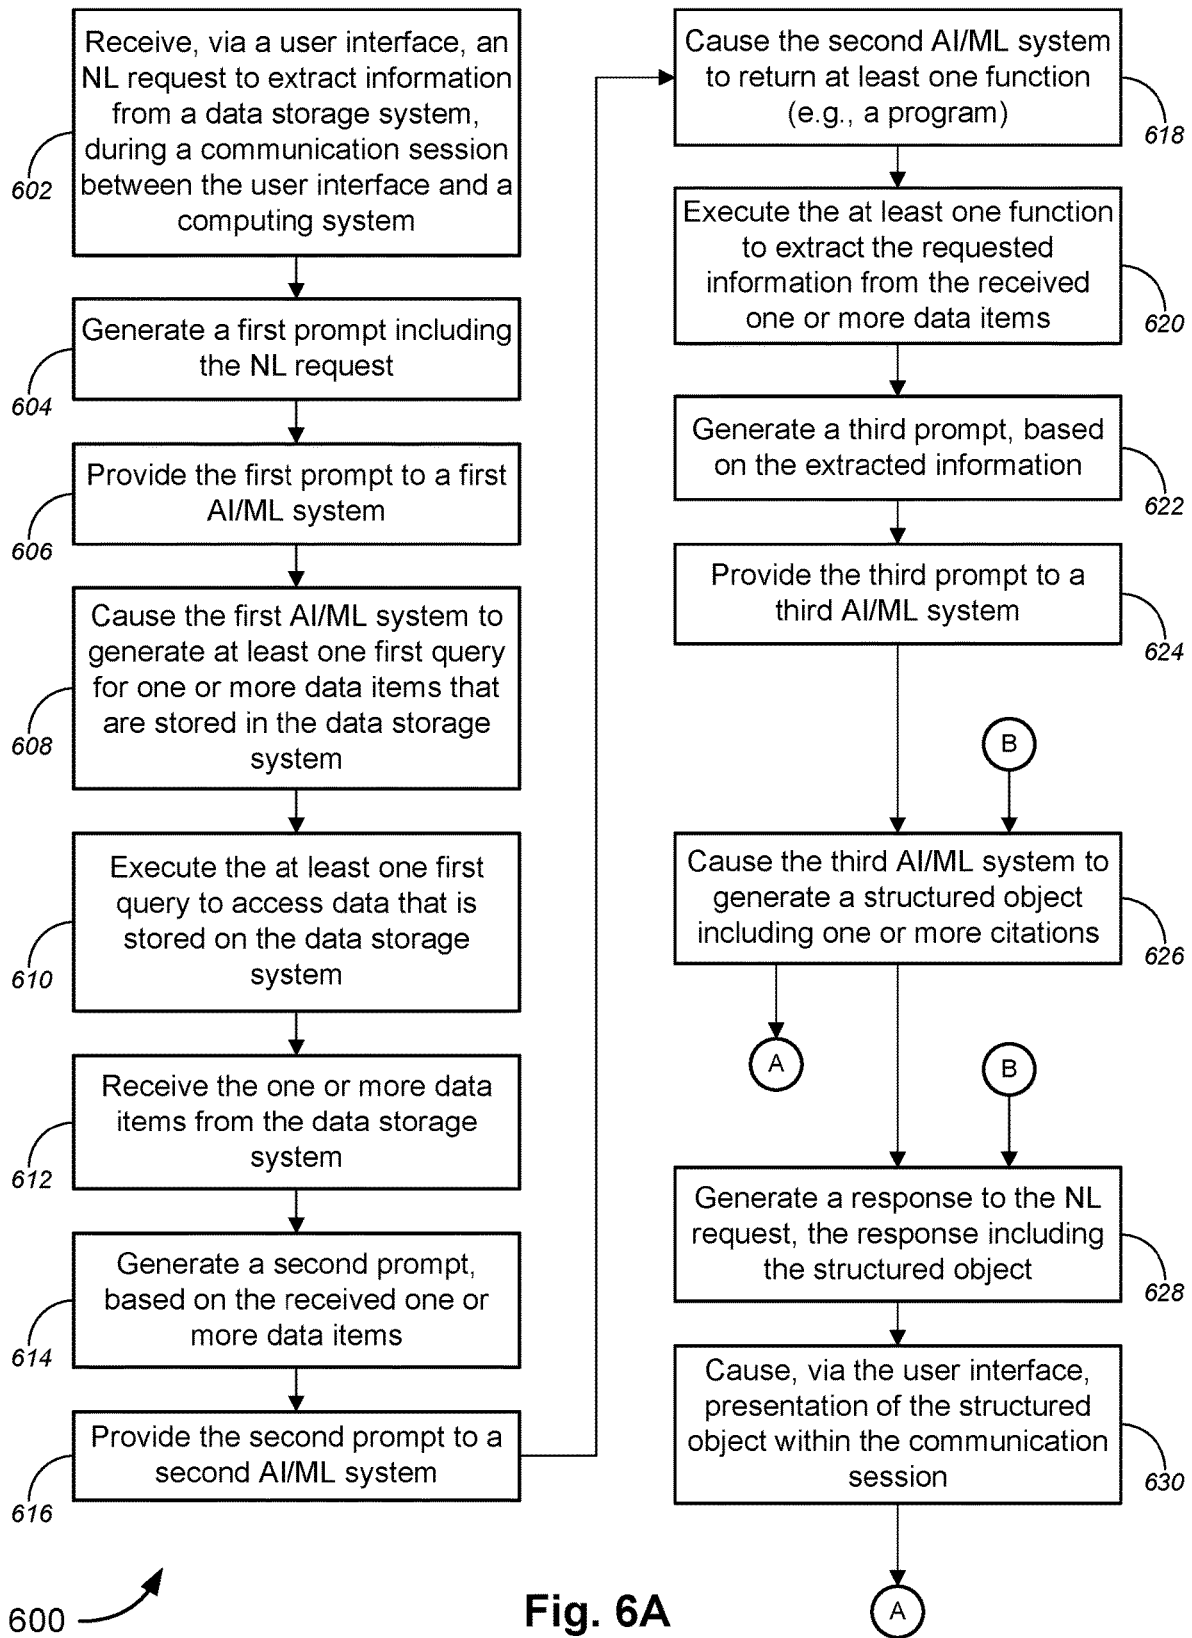 Receive, via a user interface, an
NL request to extract information
from a data storage system,
during a communication session
between the user interface and a
computing system
602
Generate a first prompt including
the NL request
604
Provide the first prompt to a first
AI/ML system
606
Cause the first AI/ML system to
generate at least one first query
for one or more data items that
are stored in the data storage
system
608
Execute the at least one first
query to access data that is
stored on the data storage
system
610
Receive the one or more data
items from the data storage
system
612
Generate a second prompt,
based on the received one or
more data items
614
Provide the second prompt to a
second AI/ML system
616
Cause the second AI/ML system
to return at least one function
(e.g., a program)
618
Execute the at least one function
to extract the requested
information from the received
one or more data items
620
Generate a third prompt, based
on the extracted information
622
Provide the third prompt to a
third AI/ML system
624
B
Cause the third AI/ML system to
generate a structured object
including one or more citations
626
A
B
Generate a response to the NL
request, the response including
the structured object
628
Cause, via the user interface,
presentation of the structured
object within the communication
session
630
A
600
Fig. 6A